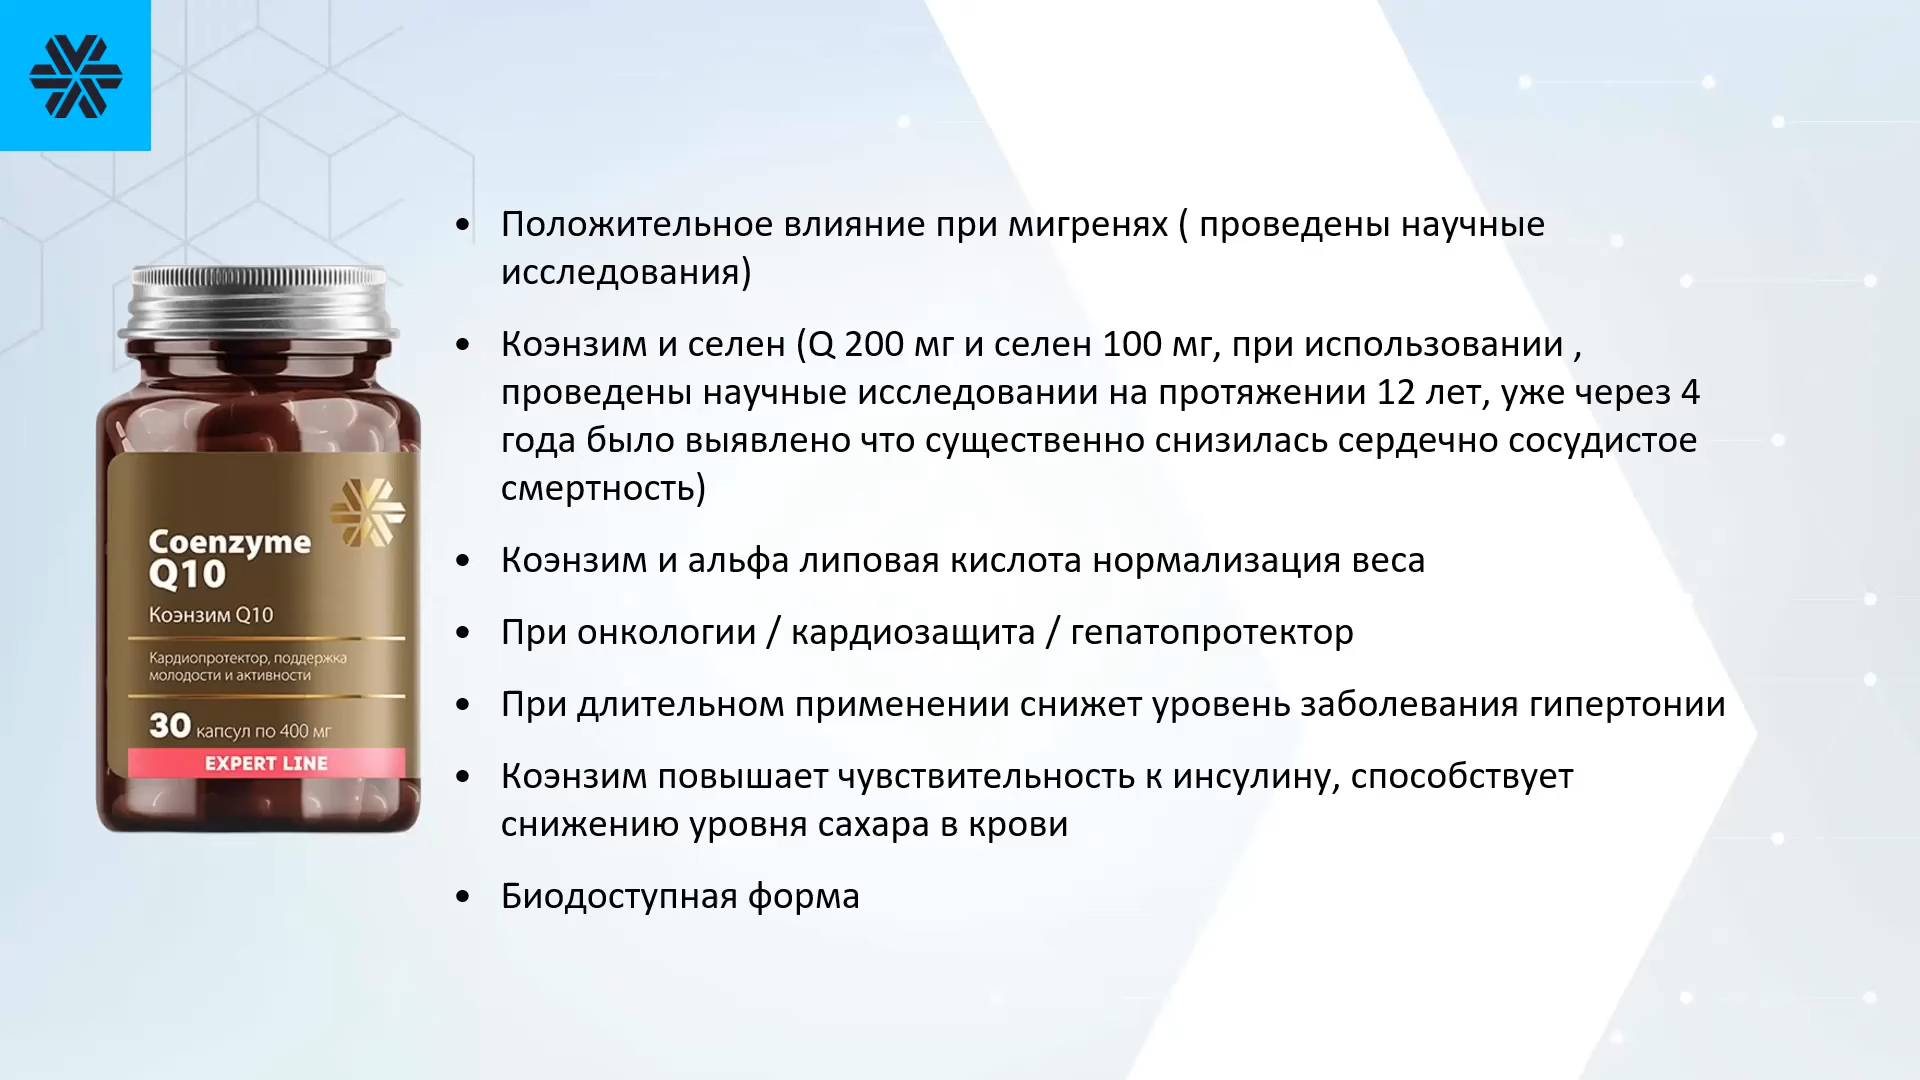 • Положительное влияние при мигренях ( проведены научные
исследования)
• Коэнзим и селен (Q 200 мг и селен 100 мг, при использовании ,
проведены научные исследовании на протяжении 12 лет, уже через 4
года было выявлено что существенно снизилась сердечно сосудистое
смертность)
• Коэнзим и альфа липовая кислота нормализация веса
• При онкологии / кардиозащита / гепатопротектор
• При длительном применении снижет уровень заболевания гипертонии
• Коэнзим повышает чувствительность к инсулину, способствует
снижению уровня сахара в крови
• Биодоступная форма
Coenzyme
Q10
Коэнзим Q10
Кардиопротектор, поддержка
молодости и активности
30 капсул по 400 мг
EXPERT LINE